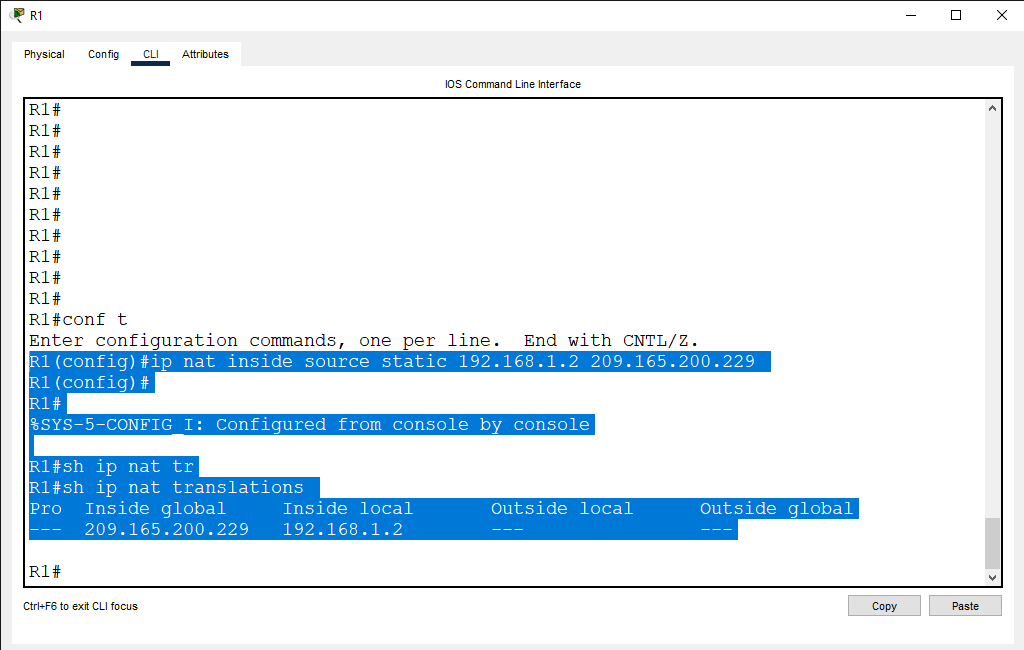 R1
Physical Config CLI Attributes
IOS Command Line Interface
R1#
R1#
R1#
R1#
R1#
R1#
R1#
R1#
R1#
R1#
R1#conf t
Enter configuration commands, one per line.  End with CNTL/Z.
R1(config)#ip nat inside source static 192.168.1.2 209.165.200.229
R1(config)#
R1#
%SYS-5-CONFIG_I: Configured from console by console
R1#sh ip nat tr
R1#sh ip nat translations
Pro  Inside global     Inside local       Outside local      Outside global
---  209.165.200.229   192.168.1.2        ---                ---
R1#
Ctrl+F6 to exit CLI focus
Copy Paste